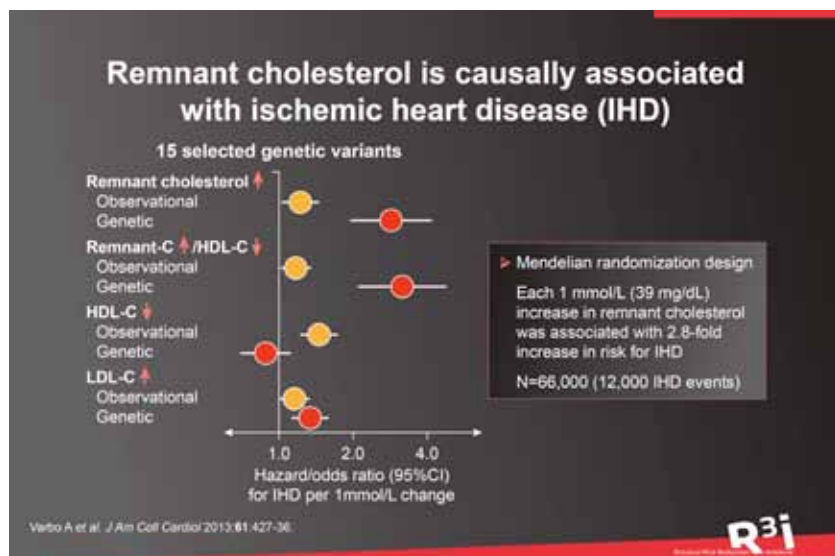 Remnant cholesterol is causally associated
with ischemic heart disease (IHD)
15 selected genetic variants
Remnant cholesterol
Observational
Genetic
Remnant-C /HDL-C
Observational
Genetic
HDL-C
Observational
Genetic
LDL-C
Observational
Genetic
1.0 2.0 4.0
Hazard/odds ratio (95%CI)
for IHD per 1mmol/L change
Mendelian randomization design
Each 1 mmol/L (39 mg/dL)
increase in remnant cholesterol
was associated with 2.8-fold
increase in risk for IHD
N=66,000 (12,000 IHD events)
Varbo A et al. J Am Coll Cardiol 2013;61:427-36.
R3i